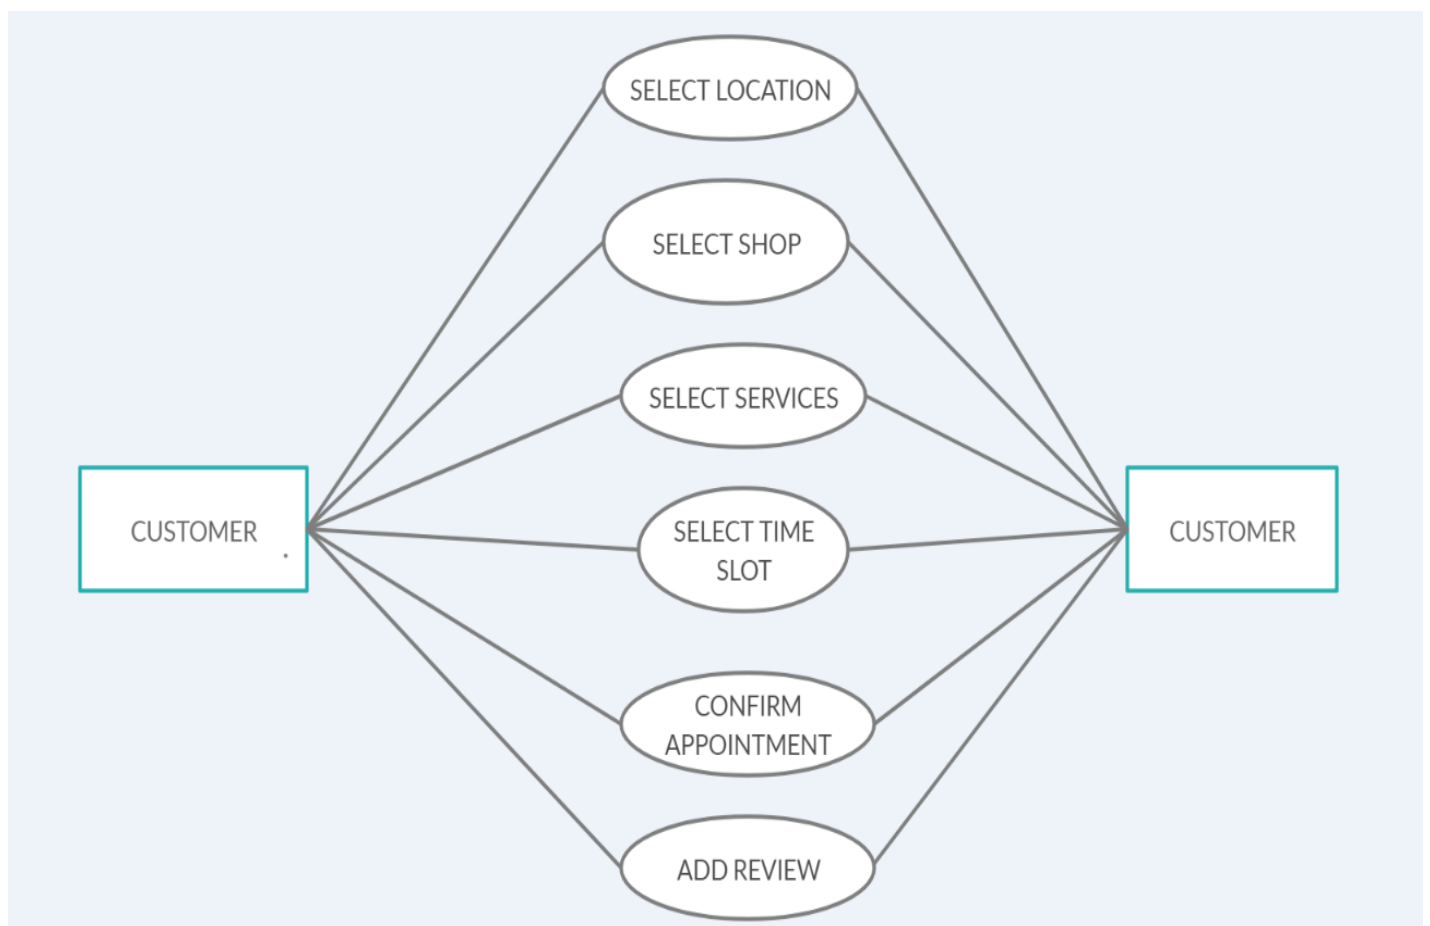 SELECT LOCATION
SELECT SHOP
SELECT SERVICES
CUSTOMER
.
SELECT TIME
SLOT
CUSTOMER
CONFIRM
APPOINTMENT
ADD REVIEW